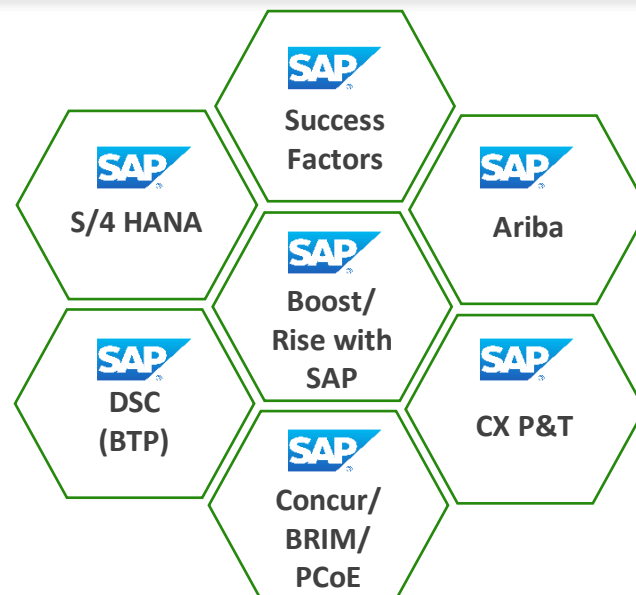 SAP
Success
Factors
SAP
S/4 HANA
SAP
Ariba
SAP
Boost/
Rise with
SAP
SAP
DSC
(BTP)
SAP
CX P&T
SAP
Concur/
BRIM/
PCoE